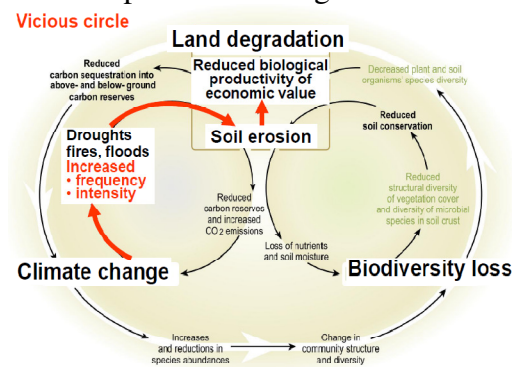 Vicious circle
Land degradation
Reduced
carbon sequestration into
above- and below- ground
carbon reserves
Reduced biological
productivity of
economic value
Decreased plant and soil
organisms' species diversity
Droughts
fires, floods
Increased
• frequency
• intensity
Soil erosion
Reduced
soil conservation
Reduced
carbon reserves
and increased
CO2 emissions
Reduced
structural diversity
of vegetation cover
and diversity of microbial
species in soil crust
Loss of nutrients
and soil moisture
Climate change
Biodiversity loss
Increases
and reductions in
species abundances
Change in
community structure
and diversity